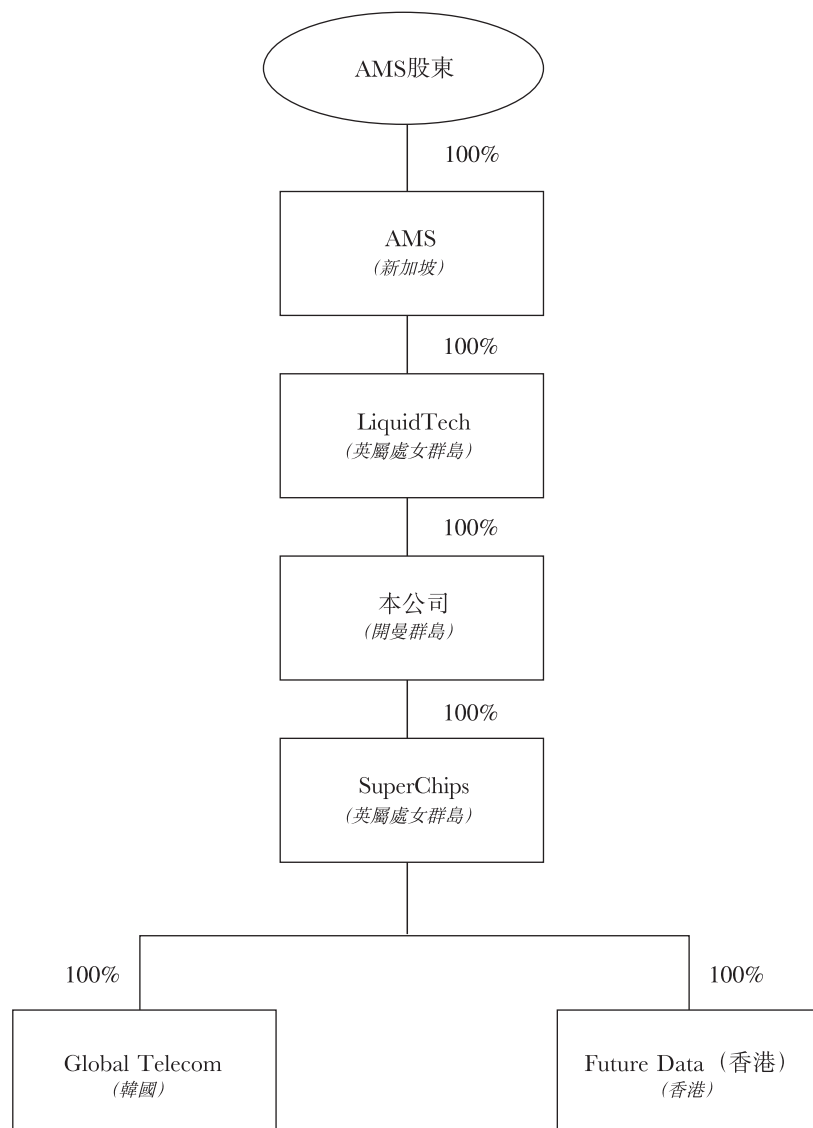 AMS股東
100%
AMS
(新加坡)
100%
LiquidTech
(英屬處女群島)
100%
本公司
(開曼群島)
100%
SuperChips
(英屬處女群島)
100%
100%
Global Telecom
(韓國)
Future Data（香港）
(香港)